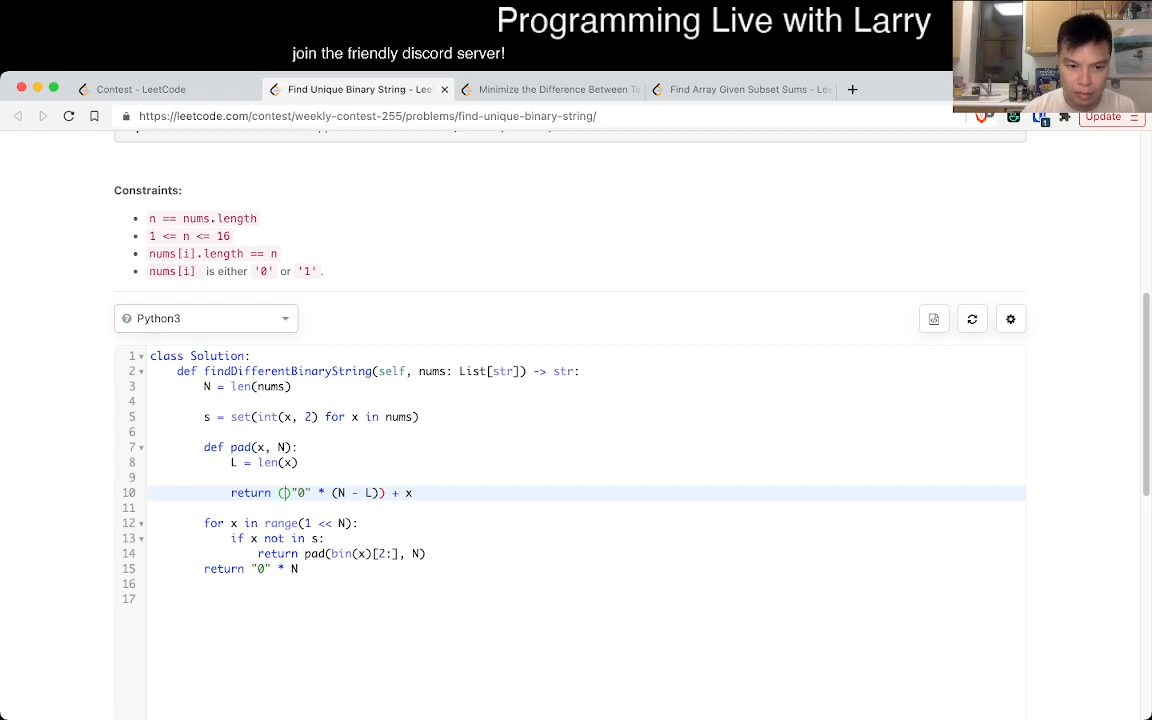 Programming Live with Larry
join the friendly discord server!
Contest - LeetCode
Find Unique Binary String - Lee
Minimize the Difference Between Ta
Find Array Given Subset Sums - Lee
https://leetcode.com/contest/weekly-contest-255/problems/find-unique-binary-string/
Update
Constraints:
n == nums.length
1 <= n <= 16
nums[i].length == n
nums[i] is either '0' or '1'.
Python3
1 class Solution:
2 def findDifferentBinaryString(self, nums: List[str]) -> str:
3 N = len(nums)
4
5 s = set(int(x, 2) for x in nums)
6
7 def pad(x, N):
8 L = len(x)
9
10 return ()"0" * (N - L)) + x
11
12 for x in range(1 << N):
13 if x not in s:
14 return pad(bin(x)[2:], N)
15 return "0" * N
16
17